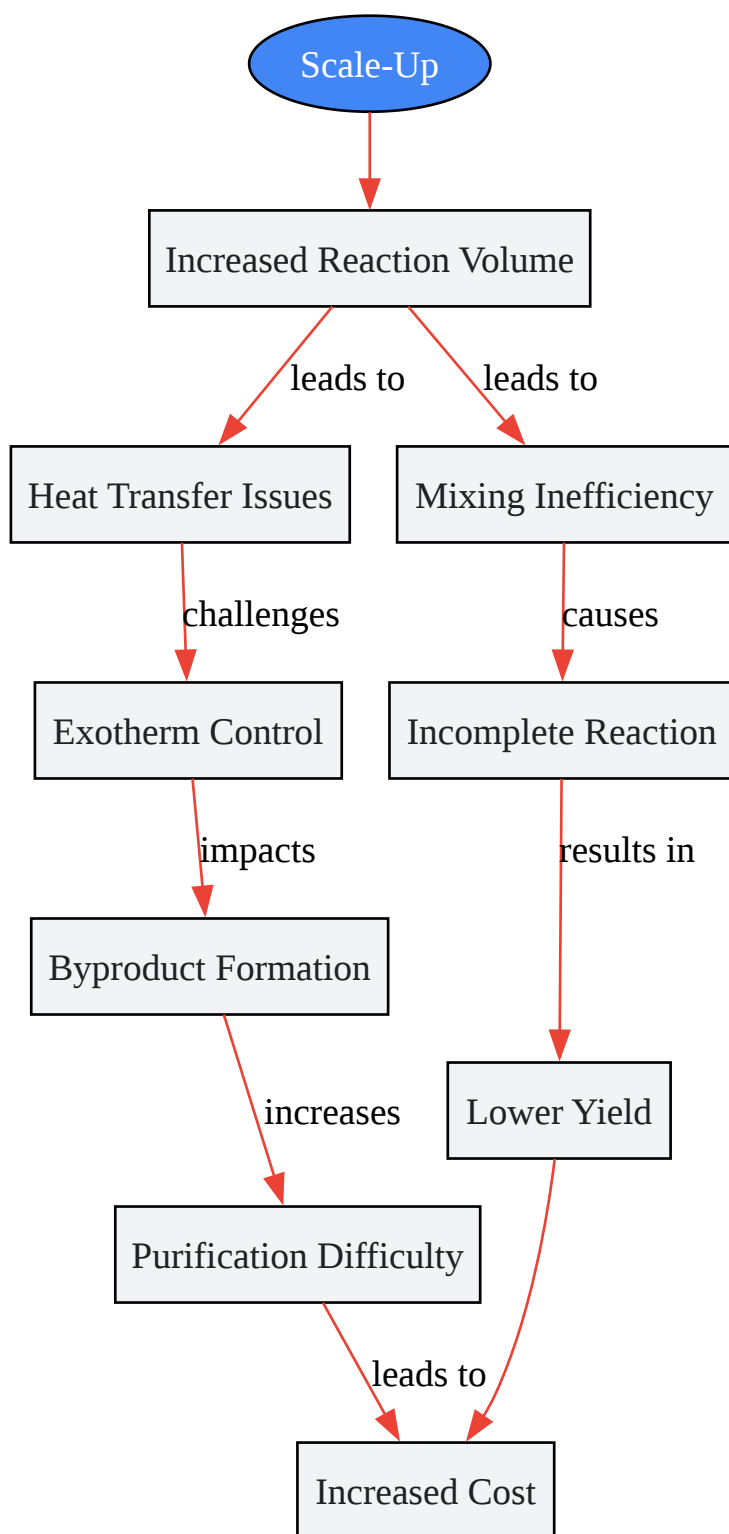 Scale-Up
Increased Reaction Volume
leads to
leads to
Heat Transfer Issues
Mixing Inefficiency
challenges
causes
Exotherm Control
Incomplete Reaction
impacts
results in
Byproduct Formation
increases
Lower Yield
Purification Difficulty
leads to
Increased Cost